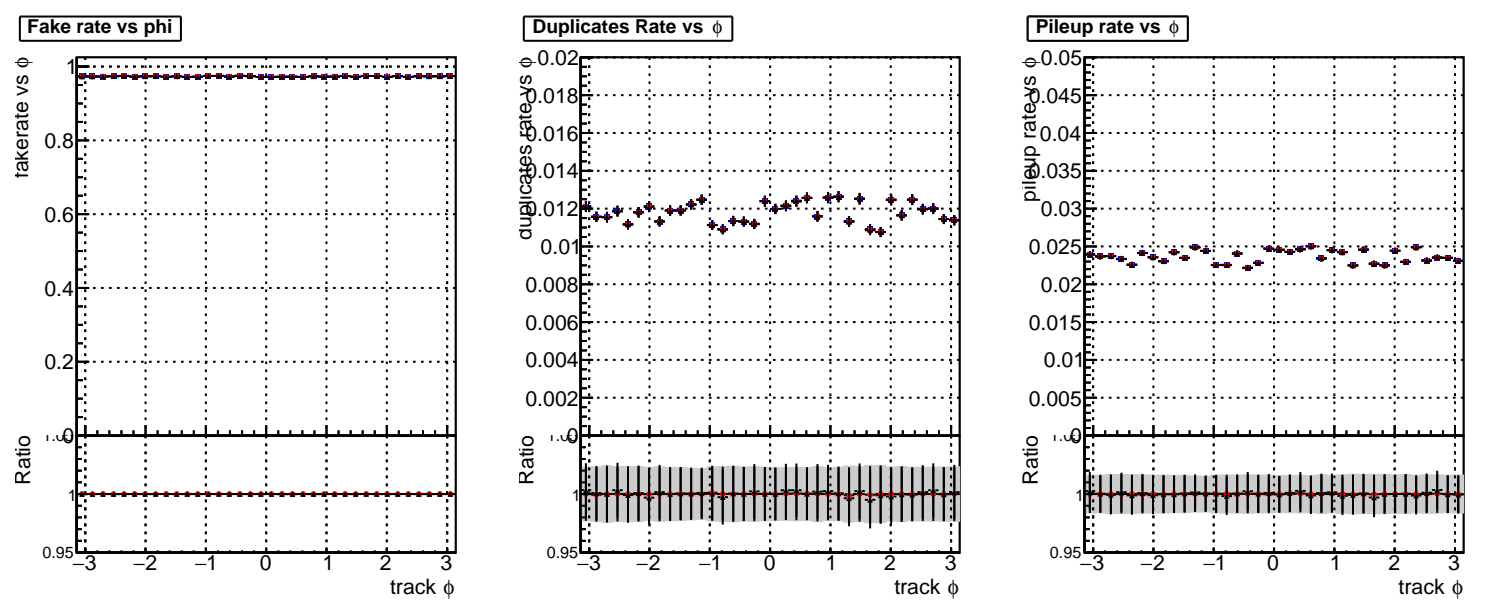 Fake rate vs phi
fakerate vs ϕ
1
0.8
0.6
0.4
0.2
0
Ratio
1
0.95
−3 −2 −1 0 1 2 3
track ϕ
Duplicates Rate vs ϕ
duplicates rate vs ϕ
0.02
0.018
0.016
0.014
0.012
0.01
0.008
0.006
0.004
0.002
0
Ratio
1
0.95
−3 −2 −1 0 1 2 3
track ϕ
Pileup rate vs ϕ
pileup rate vs ϕ
0.05
0.045
0.04
0.035
0.03
0.025
0.02
0.015
0.01
0.005
0
Ratio
1
0.95
−3 −2 −1 0 1 2 3
track ϕ